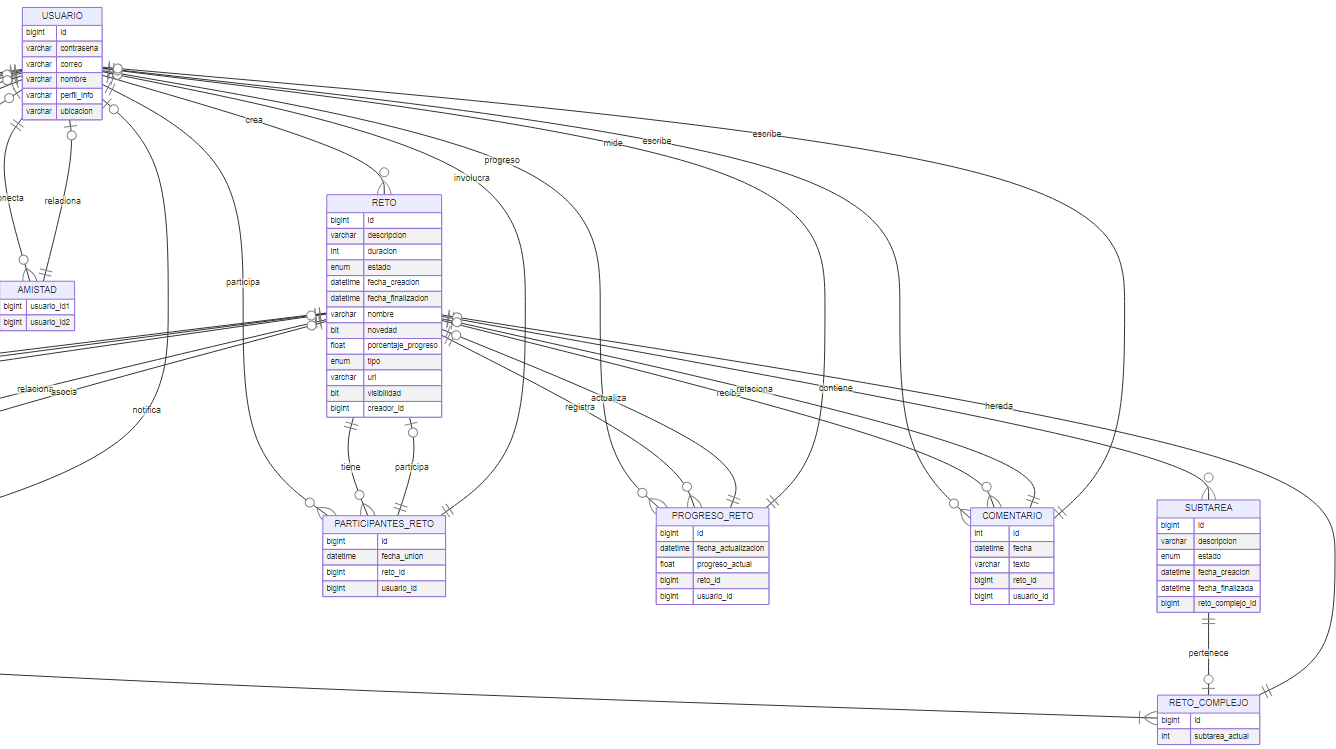 USUARIO
bigint id
varchar contrasena
varchar correo
varchar nombre
varchar perfil_info
varchar ubicacion
crea
escribe
mide
escribe
progreso
involucra
onecta
relaciona
RETO
bigint id
varchar descripcion
int duracion
enum estado
datetime fecha_creacion
datetime fecha_finalizacion
varchar nombre
bit novedad
float porcentaje_progreso
enum tipo
varchar url
bit visibilidad
bigint creador_id
participa
AMISTAD
bigint usuario_id1
bigint usuario_id2
relaciona
asocia
notifica
registra
actualiza
recibe
relaciona
contiene
hereda
tiene
participa
PARTICIPANTES_RETO
bigint id
datetime fecha_union
bigint reto_id
bigint usuario_id
PROGRESO_RETO
bigint id
datetime fecha_actualizacion
float progreso_actual
bigint reto_id
bigint usuario_id
COMENTARIO
int id
datetime fecha
varchar texto
bigint reto_id
bigint usuario_id
SUBTAREA
bigint id
varchar descripcion
enum estado
datetime fecha_creacion
datetime fecha_finalizada
bigint reto_complejo_id
pertenece
RETO_COMPLEJO
bigint id
int subtarea_actual